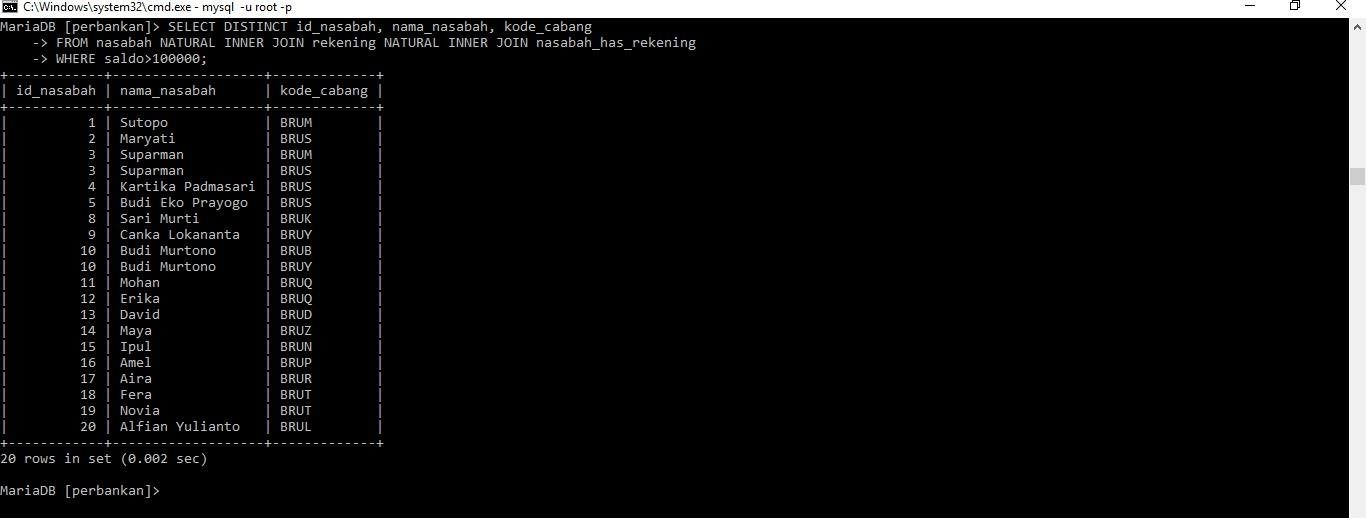 C:\Windows\system32\cmd.exe - mysql -u root -p
MariaDB [perbankan]> SELECT DISTINCT id_nasabah, nama_nasabah, kode_cabang
    -> FROM nasabah NATURAL INNER JOIN rekening NATURAL INNER JOIN nasabah_has_rekening
    -> WHERE saldo>100000;
+------------+--------------------+-------------+
| id_nasabah | nama_nasabah       | kode_cabang |
+------------+--------------------+-------------+
|          1 | Sutopo             | BRUM        |
|          2 | Maryati            | BRUS        |
|          3 | Suparman           | BRUM        |
|          3 | Suparman           | BRUS        |
|          4 | Kartika Padmasari  | BRUS        |
|          5 | Budi Eko Prayogo   | BRUS        |
|          8 | Sari Murti         | BRUK        |
|          9 | Canka Lokananta    | BRUY        |
|         10 | Budi Murtono       | BRUB        |
|         10 | Budi Murtono       | BRUY        |
|         11 | Mohan              | BRUQ        |
|         12 | Erika              | BRUQ        |
|         13 | David              | BRUD        |
|         14 | Maya               | BRUZ        |
|         15 | Ipul               | BRUN        |
|         16 | Amel               | BRUP        |
|         17 | Aira               | BRUR        |
|         18 | Fera               | BRUT        |
|         19 | Novia              | BRUT        |
|         20 | Alfian Yulianto    | BRUL        |
+------------+--------------------+-------------+
20 rows in set (0.002 sec)
MariaDB [perbankan]>